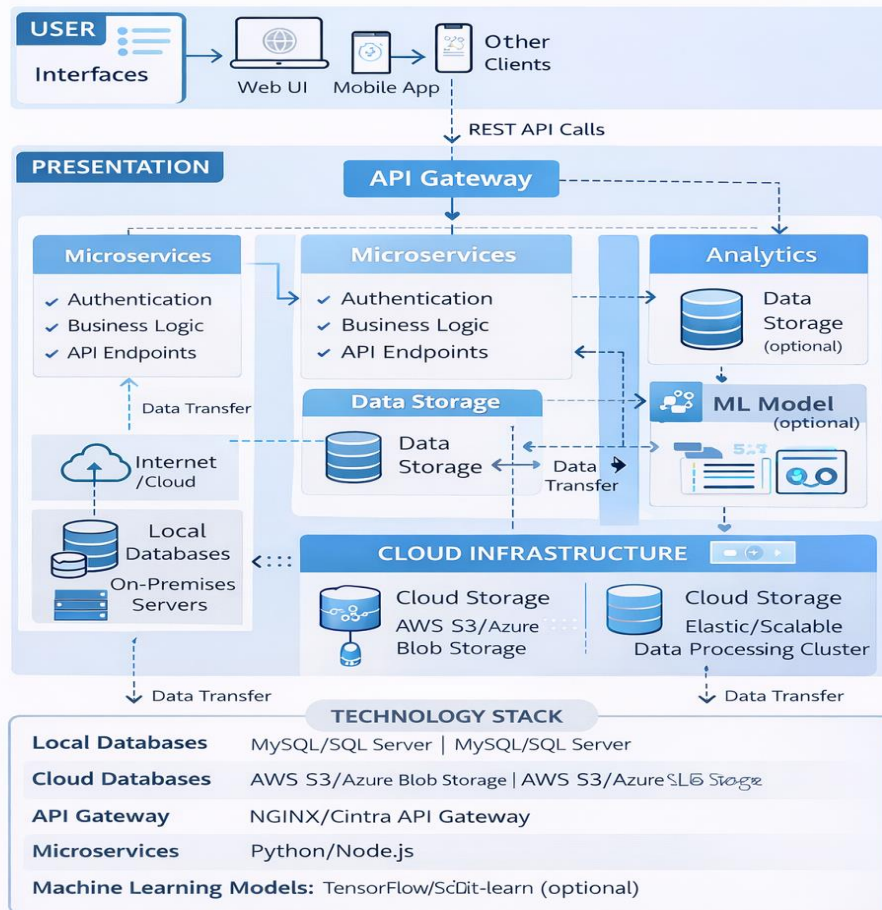 USER
Interfaces
Web UI
Mobile App
Other
Clients
REST API Calls
PRESENTATION
API Gateway
Microservices
✓ Authentication
✓ Business Logic
✓ API Endpoints
Data Transfer
Internet
/Cloud
Local
Databases
On-Premises
Servers
Microservices
✓ Authentication
✓ Business Logic
✓ API Endpoints
Data Storage
Data
Storage
Data
Transfer
Analytics
Data
Storage
(optional)
ML Model
(optional)
CLOUD INFRASTRUCTURE
Cloud Storage
AWS S3/Azure
Blob Storage
Cloud Storage
Elastic/Scalable
Data Processing Cluster
Data Transfer
Data Transfer
TECHNOLOGY STACK
Local Databases MySQL/SQL Server | MySQL/SQL Server
Cloud Databases AWS S3/Azure Blob Storage | AWS S3/Azure
API Gateway NGINX/Cintra API Gateway
Microservices Python/Node.js
Machine Learning Models: (optional)